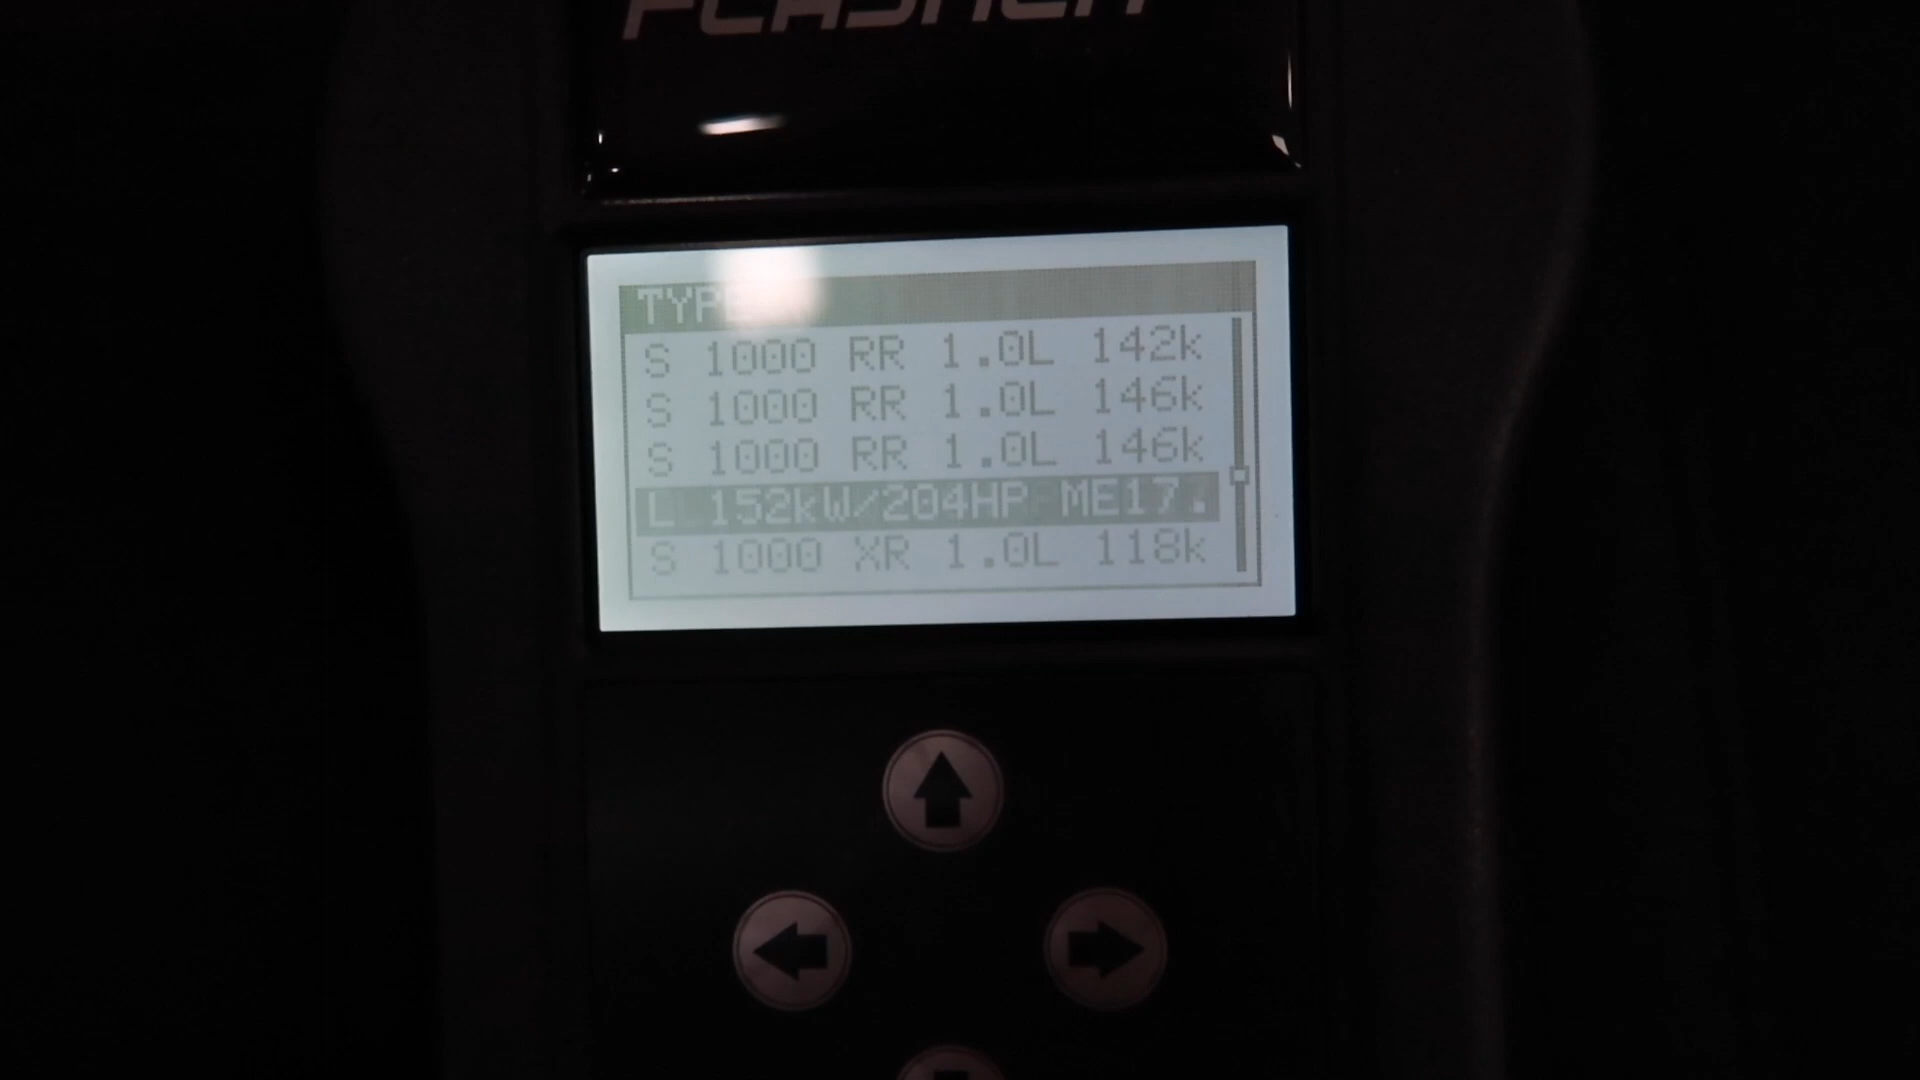 FLASHER
TYPE
S 1000 RR 1.0L 142k
S 1000 RR 1.0L 146k
S 1000 RR 1.0L 146k
L 152kW/204HP ME17.
S 1000 XR 1.0L 118k